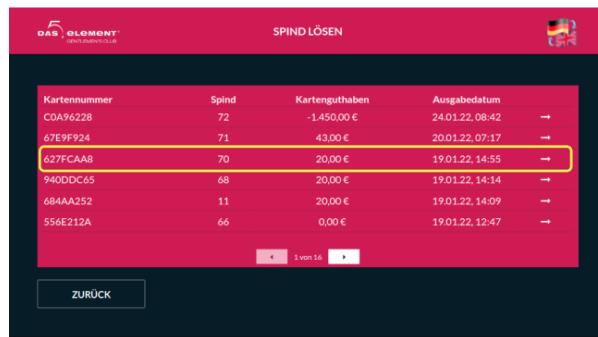 DAS 5 ELEMENT
GENTLEMEN'S CLUB
SPIND LÖSEN
Kartennummer Spind Kartenguthaben Ausgabedatum
C0A96228 72 -1.450,00 € 24.01.22, 08:42 →
67E9F924 71 43,00 € 20.01.22, 07:17 →
627FCAA8 70 20,00 € 19.01.22, 14:55 →
940DDC65 68 20,00 € 19.01.22, 14:14 →
684AA252 11 20,00 € 19.01.22, 14:09 →
556E212A 66 0,00 € 19.01.22, 12:47 →
1 von 16
ZURÜCK